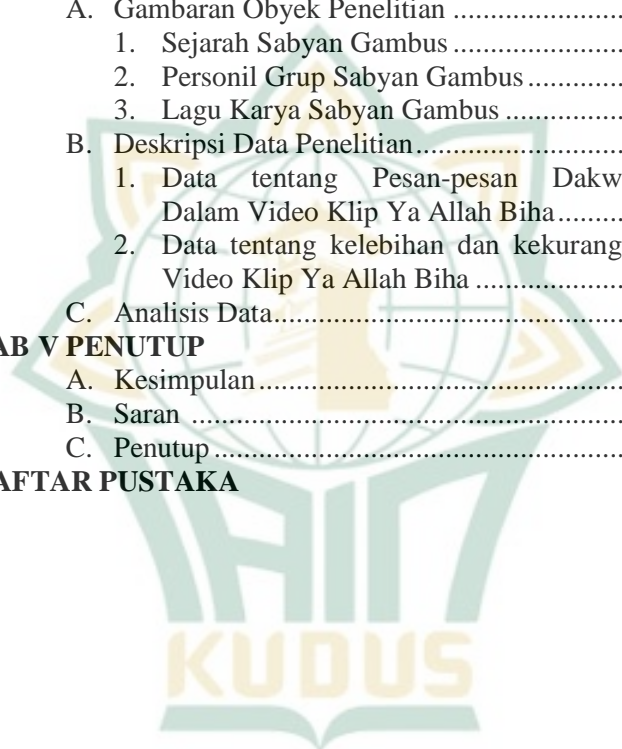 A. Gambaran Obyek Penelitian ......................
1. Sejarah Sabyan Gambus ......................
2. Personil Grup Sabyan Gambus ............
3. Lagu Karya Sabyan Gambus ...............
B. Deskripsi Data Penelitian............................
1. Data tentang Pesan-pesan Dakw
Dalam Video Klip Ya Allah Biha.........
2. Data tentang kelebihan dan kekurang
Video Klip Ya Allah Biha ...................
C. Analisis Data..............................................
AB V PENUTUP
A. Kesimpulan ................................................
B. Saran .........................................................
C. Penutup ......................................................
AFTAR PUSTAKA
IAIN
KUDUS